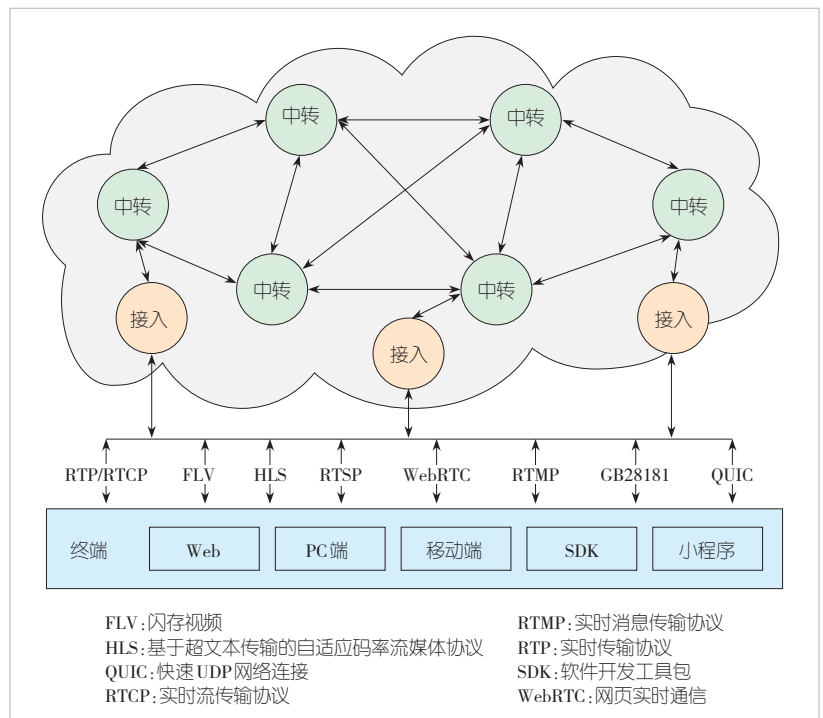 中转
中转
中转
中转
中转
中转
接入
接入
接入
RTP/RTCP FLV HLS RTSP WebRTC RTMP GB28181 QUIC
终端 Web PC端 移动端 SDK 小程序
FLV:闪存视频
HLS:基于超文本传输的自适应码率流媒体协议
QUIC:快速UDP网络连接
RTCP:实时流传输协议
RTMP:实时消息传输协议
RTP:实时传输协议
SDK:软件开发工具包
WebRTC:网页实时通信